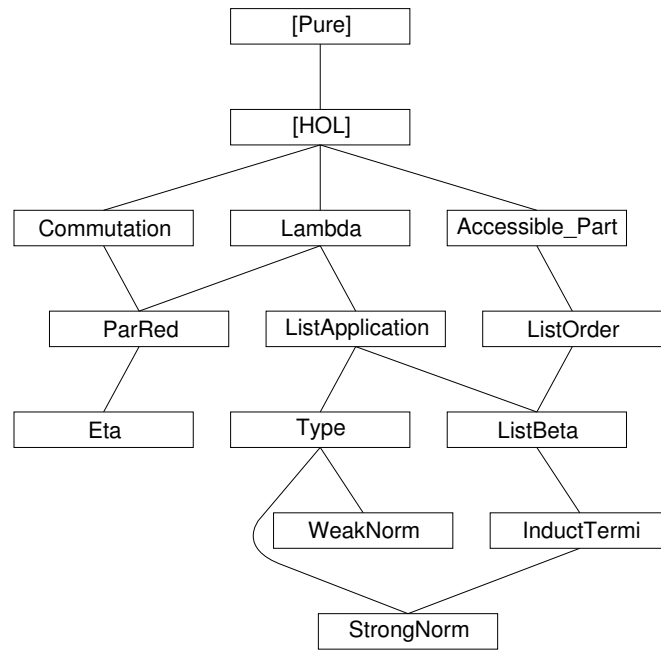 [Pure]
[HOL]
Commutation
Lambda
Accessible_Part
ParRed
ListApplication
ListOrder
Eta
Type
ListBeta
WeakNorm
InductTermi
StrongNorm